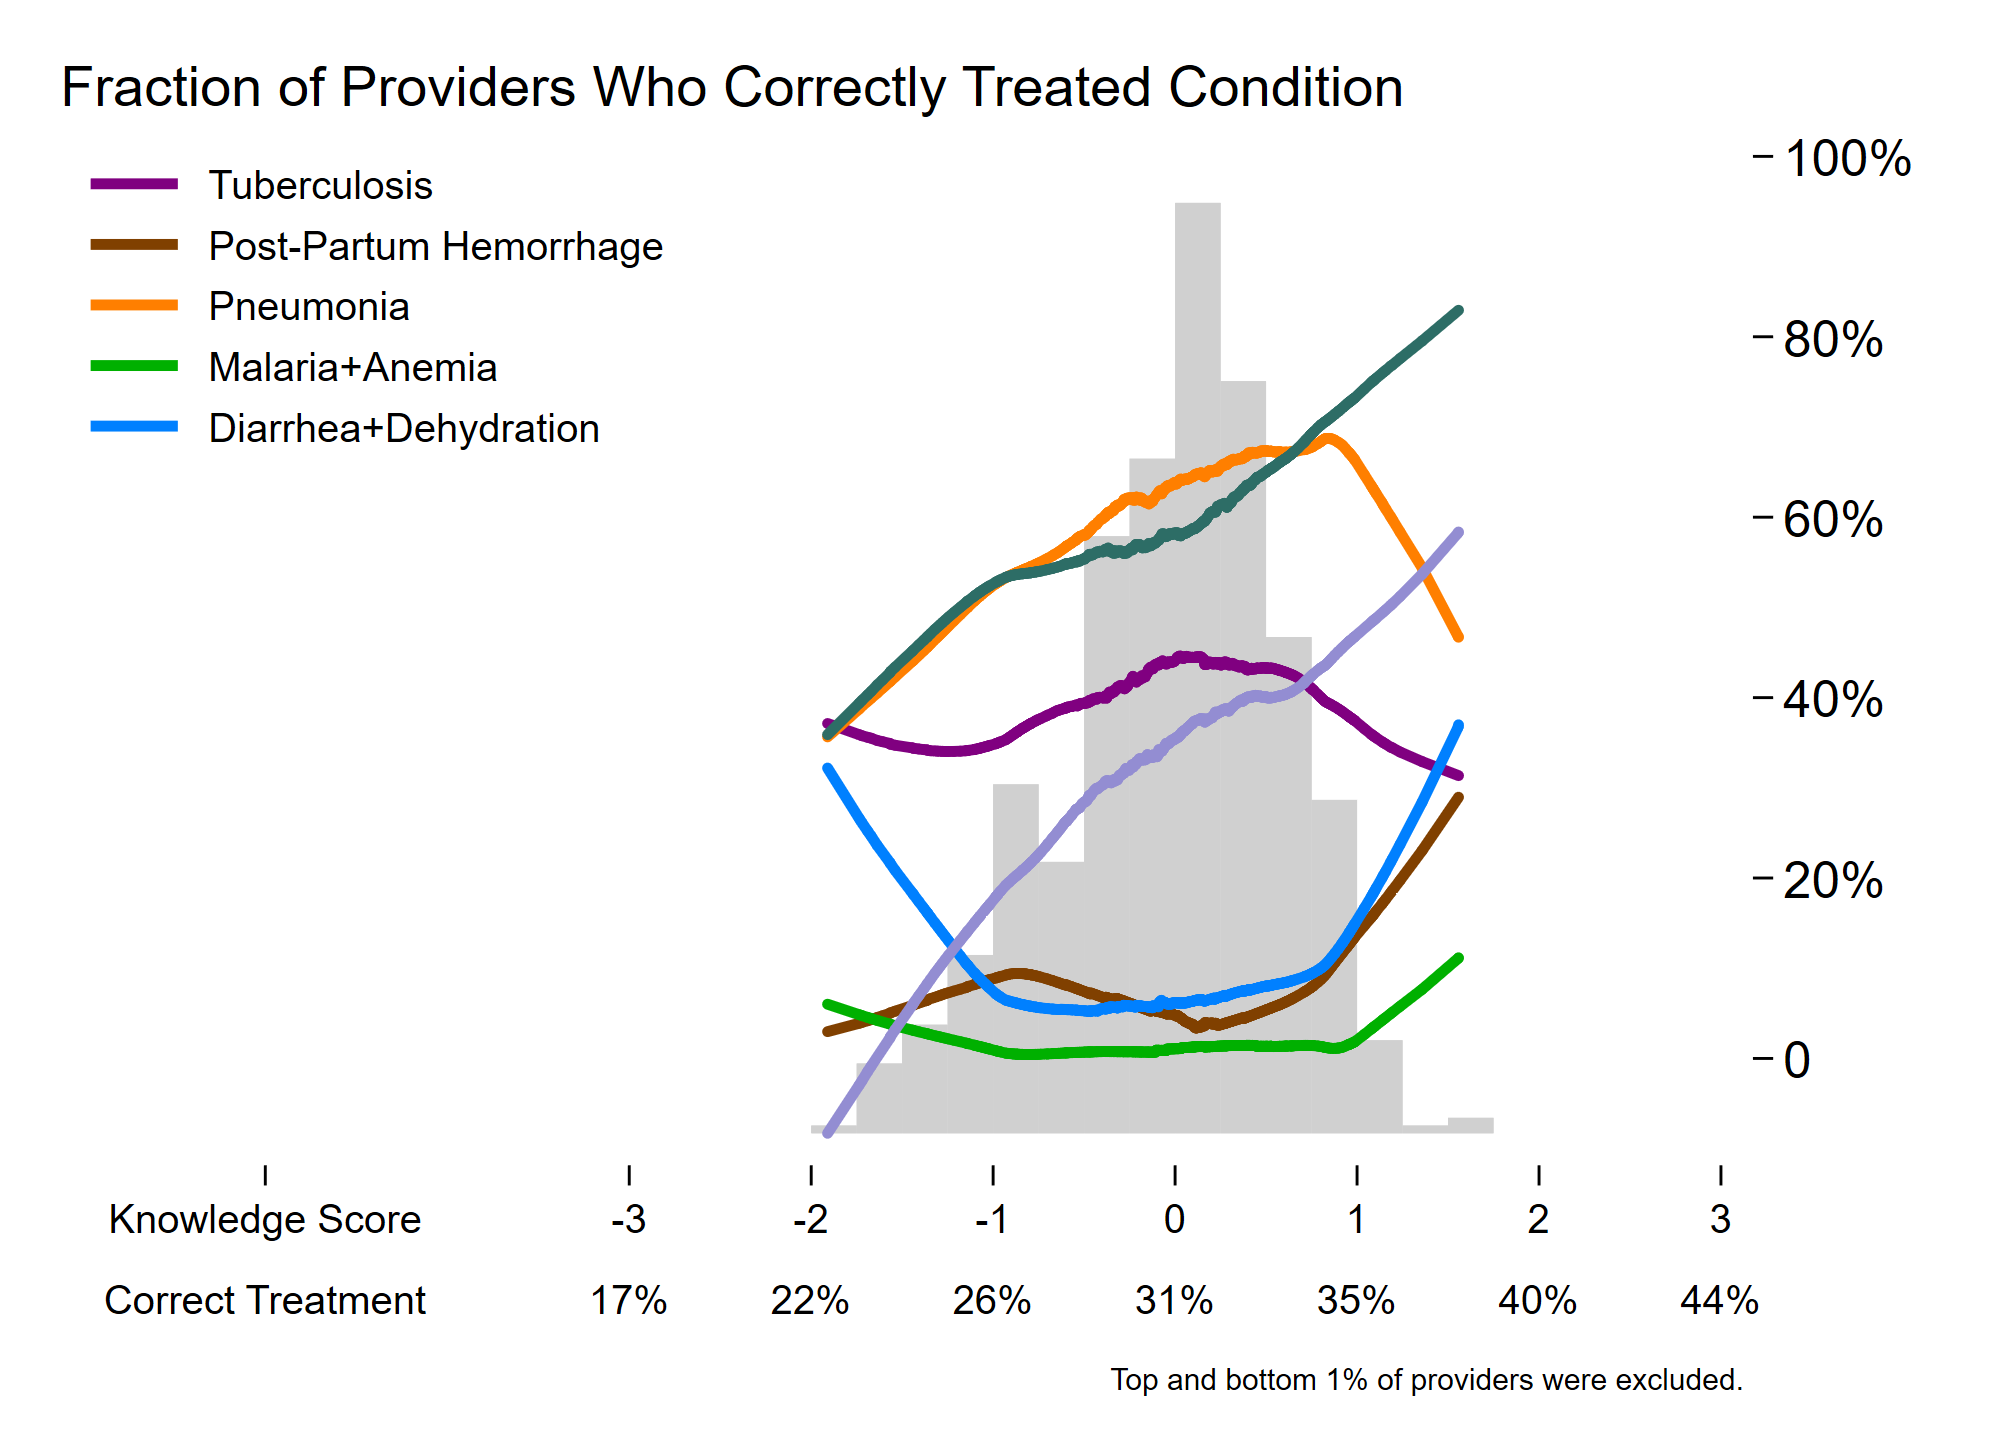 Fraction of Providers Who Correctly Treated Condition
Tuberculosis
Post-Partum Hemorrhage
Pneumonia
Malaria+Anemia
Diarrhea+Dehydration
100%
80%
60%
40%
20%
0
Knowledge Score -3 -2 -1 0 1 2 3
Correct Treatment 17% 22% 26% 31% 35% 40% 44%
Top and bottom 1% of providers were excluded.